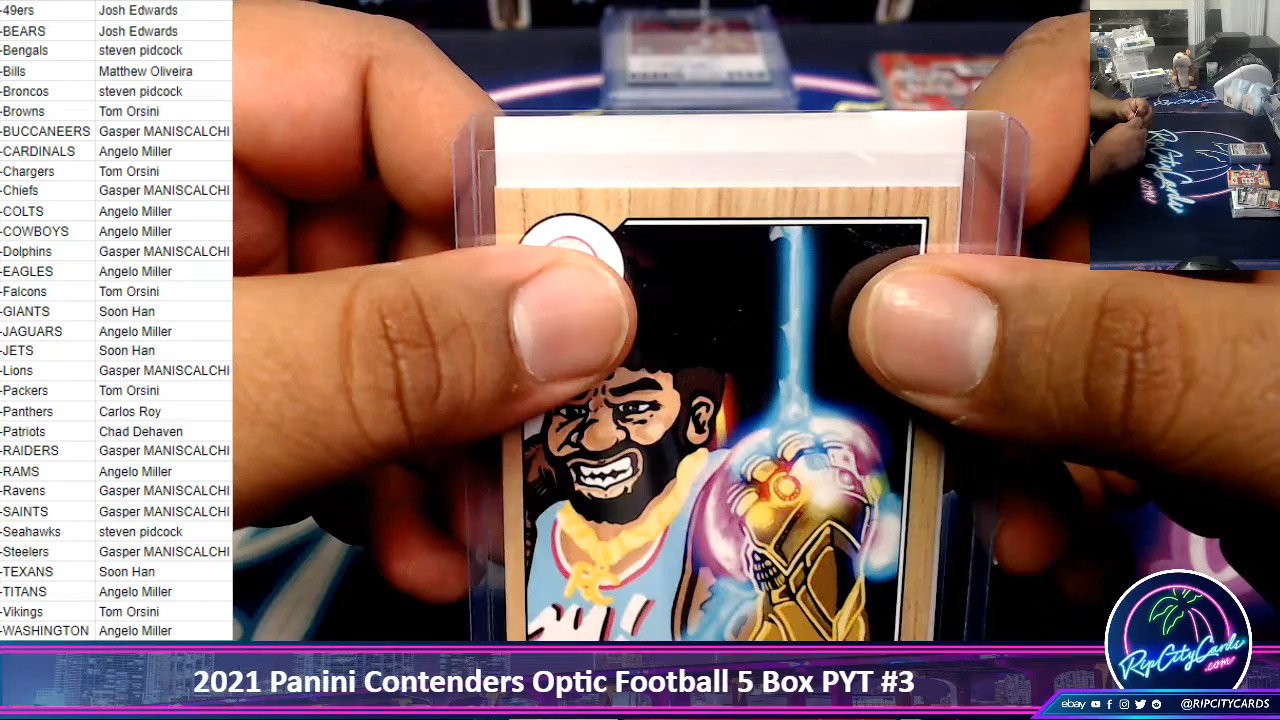 -49ers Josh Edwards
-BEARS Josh Edwards
-Bengals steven pidcock
-Bills Matthew Oliveira
-Broncos steven pidcock
-Browns Tom Orsini
-BUCCANEERS Gasper MANISCALCHI
-CARDINALS Angelo Miller
-Chargers Tom Orsini
-Chiefs Gasper MANISCALCHI
-COLTS Angelo Miller
-COWBOYS Angelo Miller
-Dolphins Gasper MANISCALCHI
-EAGLES Angelo Miller
-Falcons Tom Orsini
-GIANTS Soon Han
-JAGUARS Angelo Miller
-JETS Soon Han
-Lions Gasper MANISCALCHI
-Packers Tom Orsini
-Panthers Carlos Roy
-Patriots Chad Dehaven
-RAIDERS Gasper MANISCALCHI
-RAMS Angelo Miller
-Ravens Gasper MANISCALCHI
-SAINTS Gasper MANISCALCHI
-Seahawks steven pidcock
-Steelers Gasper MANISCALCHI
-TEXANS Soon Han
-TITANS Angelo Miller
-Vikings Tom Orsini
-WASHINGTON Angelo Miller
RipCityCards
.com
RC
RipCityCards
.com
2021 Panini Contenders Optic Football 5 Box PYT #3
ebay @RIPCITYCARDS